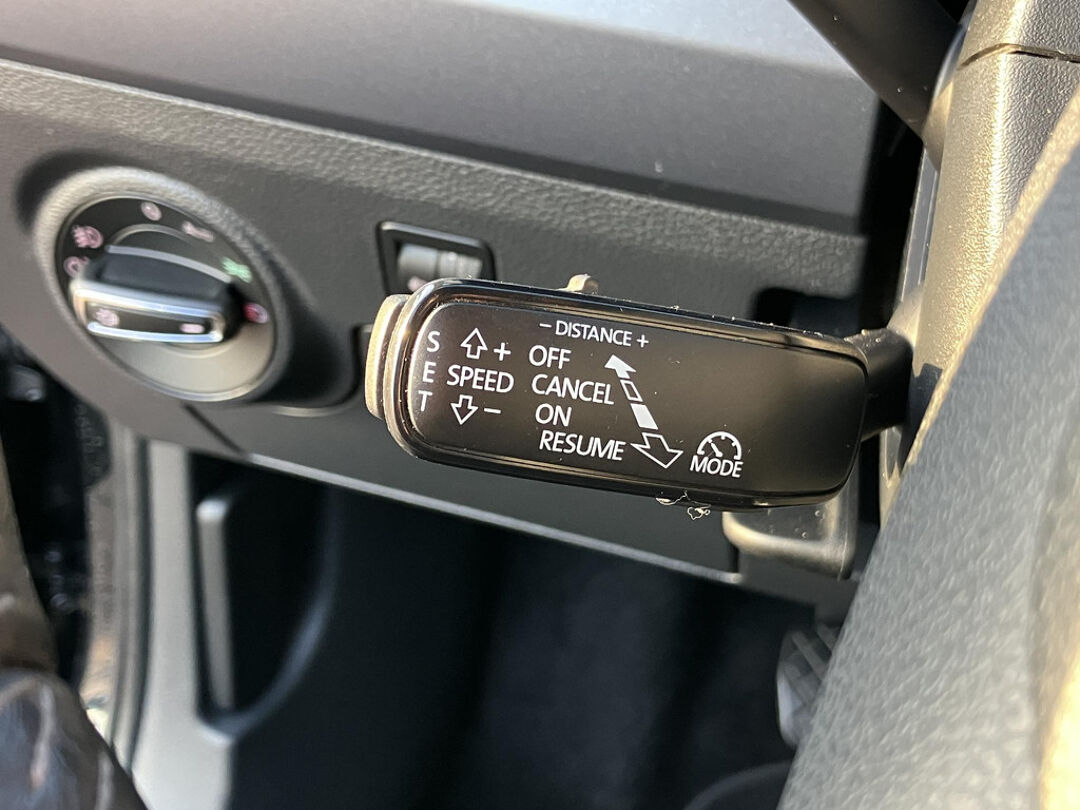 − DISTANCE +
S
E
T
+
SPEED
−
OFF
CANCEL
ON
RESUME
MODE